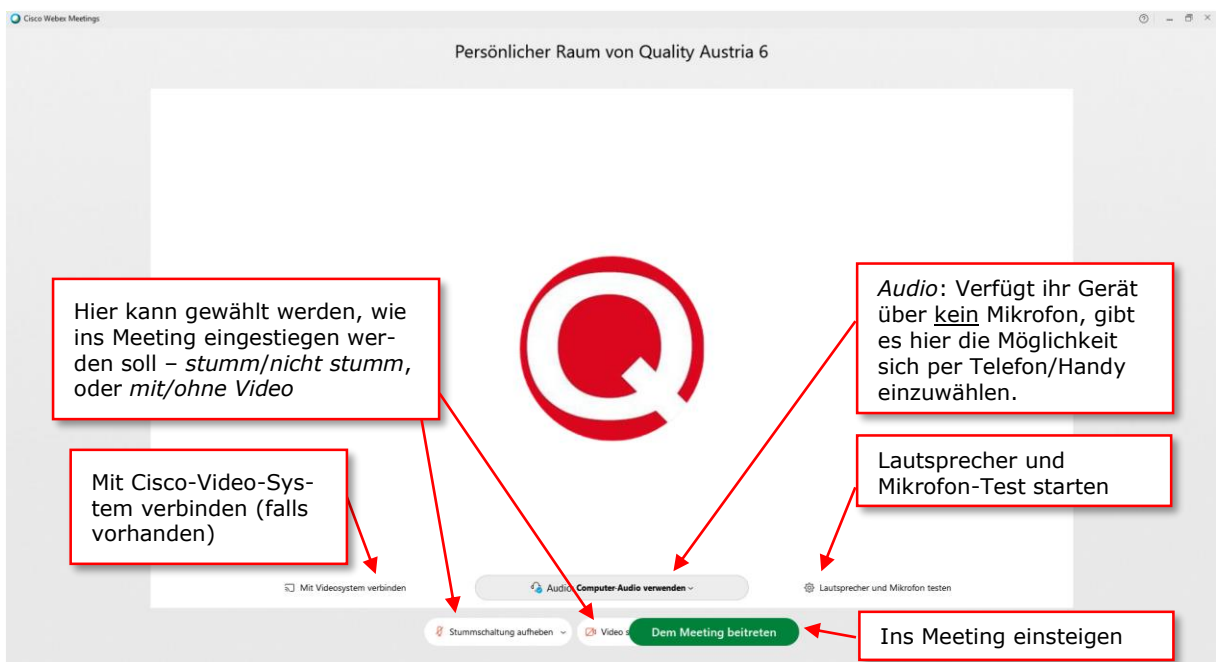 Cisco Webex Meetings
Persönlicher Raum von Quality Austria 6
Hier kann gewählt werden, wie
ins Meeting eingestiegen wer-
den soll – stumm/nicht stumm,
oder mit/ohne Video
Audio: Verfügt ihr Gerät
über kein Mikrofon, gibt
es hier die Möglichkeit
sich per Telefon/Handy
einzuwählen.
Mit Cisco-Video-Sys-
tem verbinden (falls
vorhanden)
Lautsprecher und
Mikrofon-Test starten
Mit Videosystem verbinden
Audio: Computer-Audio verwenden
Lautsprecher und Mikrofon testen
Stummschaltung aufheben
Video s
Dem Meeting beitreten
Ins Meeting einsteigen